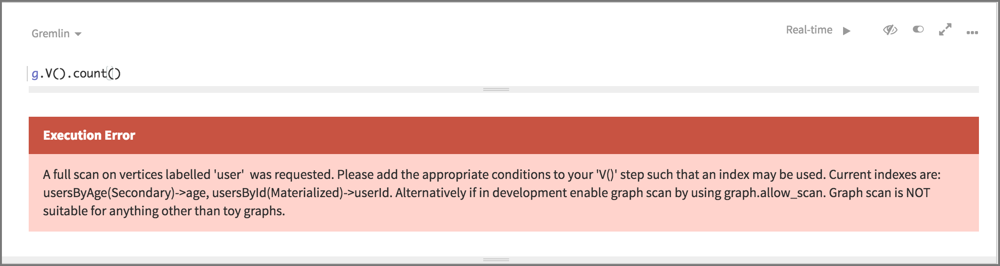 Gremlin
Real-time
g.V().count()
Execution Error
A full scan on vertices labelled 'user'  was requested. Please add the appropriate conditions to your 'V()' step such that an index may be used. Current indexes are:
usersByAge(Secondary)->age, usersById(Materialized)->userId. Alternatively if in development enable graph scan by using graph.allow_scan. Graph scan is NOT
suitable for anything other than toy graphs.